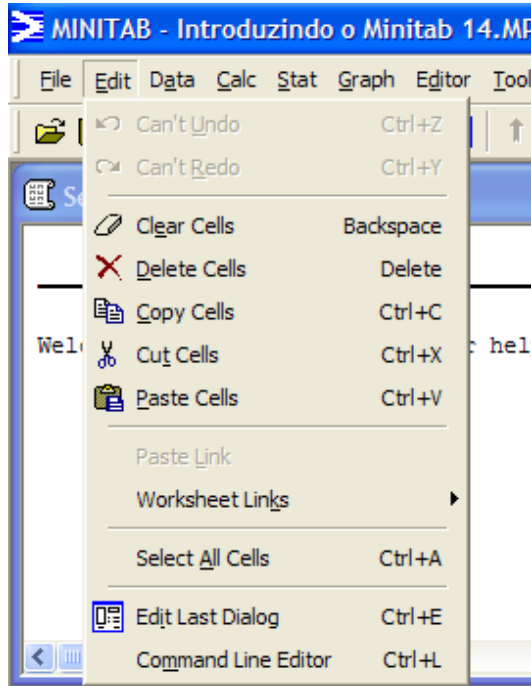 MINITAB - Introduzindo o Minitab 14.MP
File Edit Data Calc Stat Graph Editor Tool
Can't Undo Ctrl+Z
Can't Redo Ctrl+Y
Clear Cells Backspace
Delete Cells Delete
Copy Cells Ctrl+C
Cut Cells Ctrl+X
Paste Cells Ctrl+V
Paste Link
Worksheet Links
Select All Cells Ctrl+A
Edit Last Dialog Ctrl+E
Command Line Editor Ctrl+L